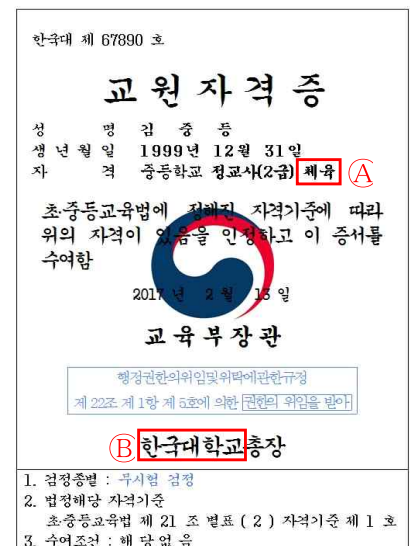 한국대 제 67890 호
교 원 자 격 증
성 명 김 중 등
생 년 월 일 1999년 12월 31일
자 격 중등학교 정교사(2급) 체육 Ⓐ
초·중등교육법에 정해진 자격기준에 따라
위의 자격이 있음을 인정하고 이 증서를
수여함
2017 년 2 월 13 일
교 육 부 장 관
행정권한의위임및위탁에관한규정
제 22조 제 1항 제 5호에 의한 권한의 위임을 받아
Ⓑ 한국대학교총장
1. 검정종별 : 무시험 검정
2. 법정해당 자격기준
초·중등교육법 제 21 조 별표 ( 2 ) 자격기준 제 1 호
3. 수여조건 : 해 당 없 음